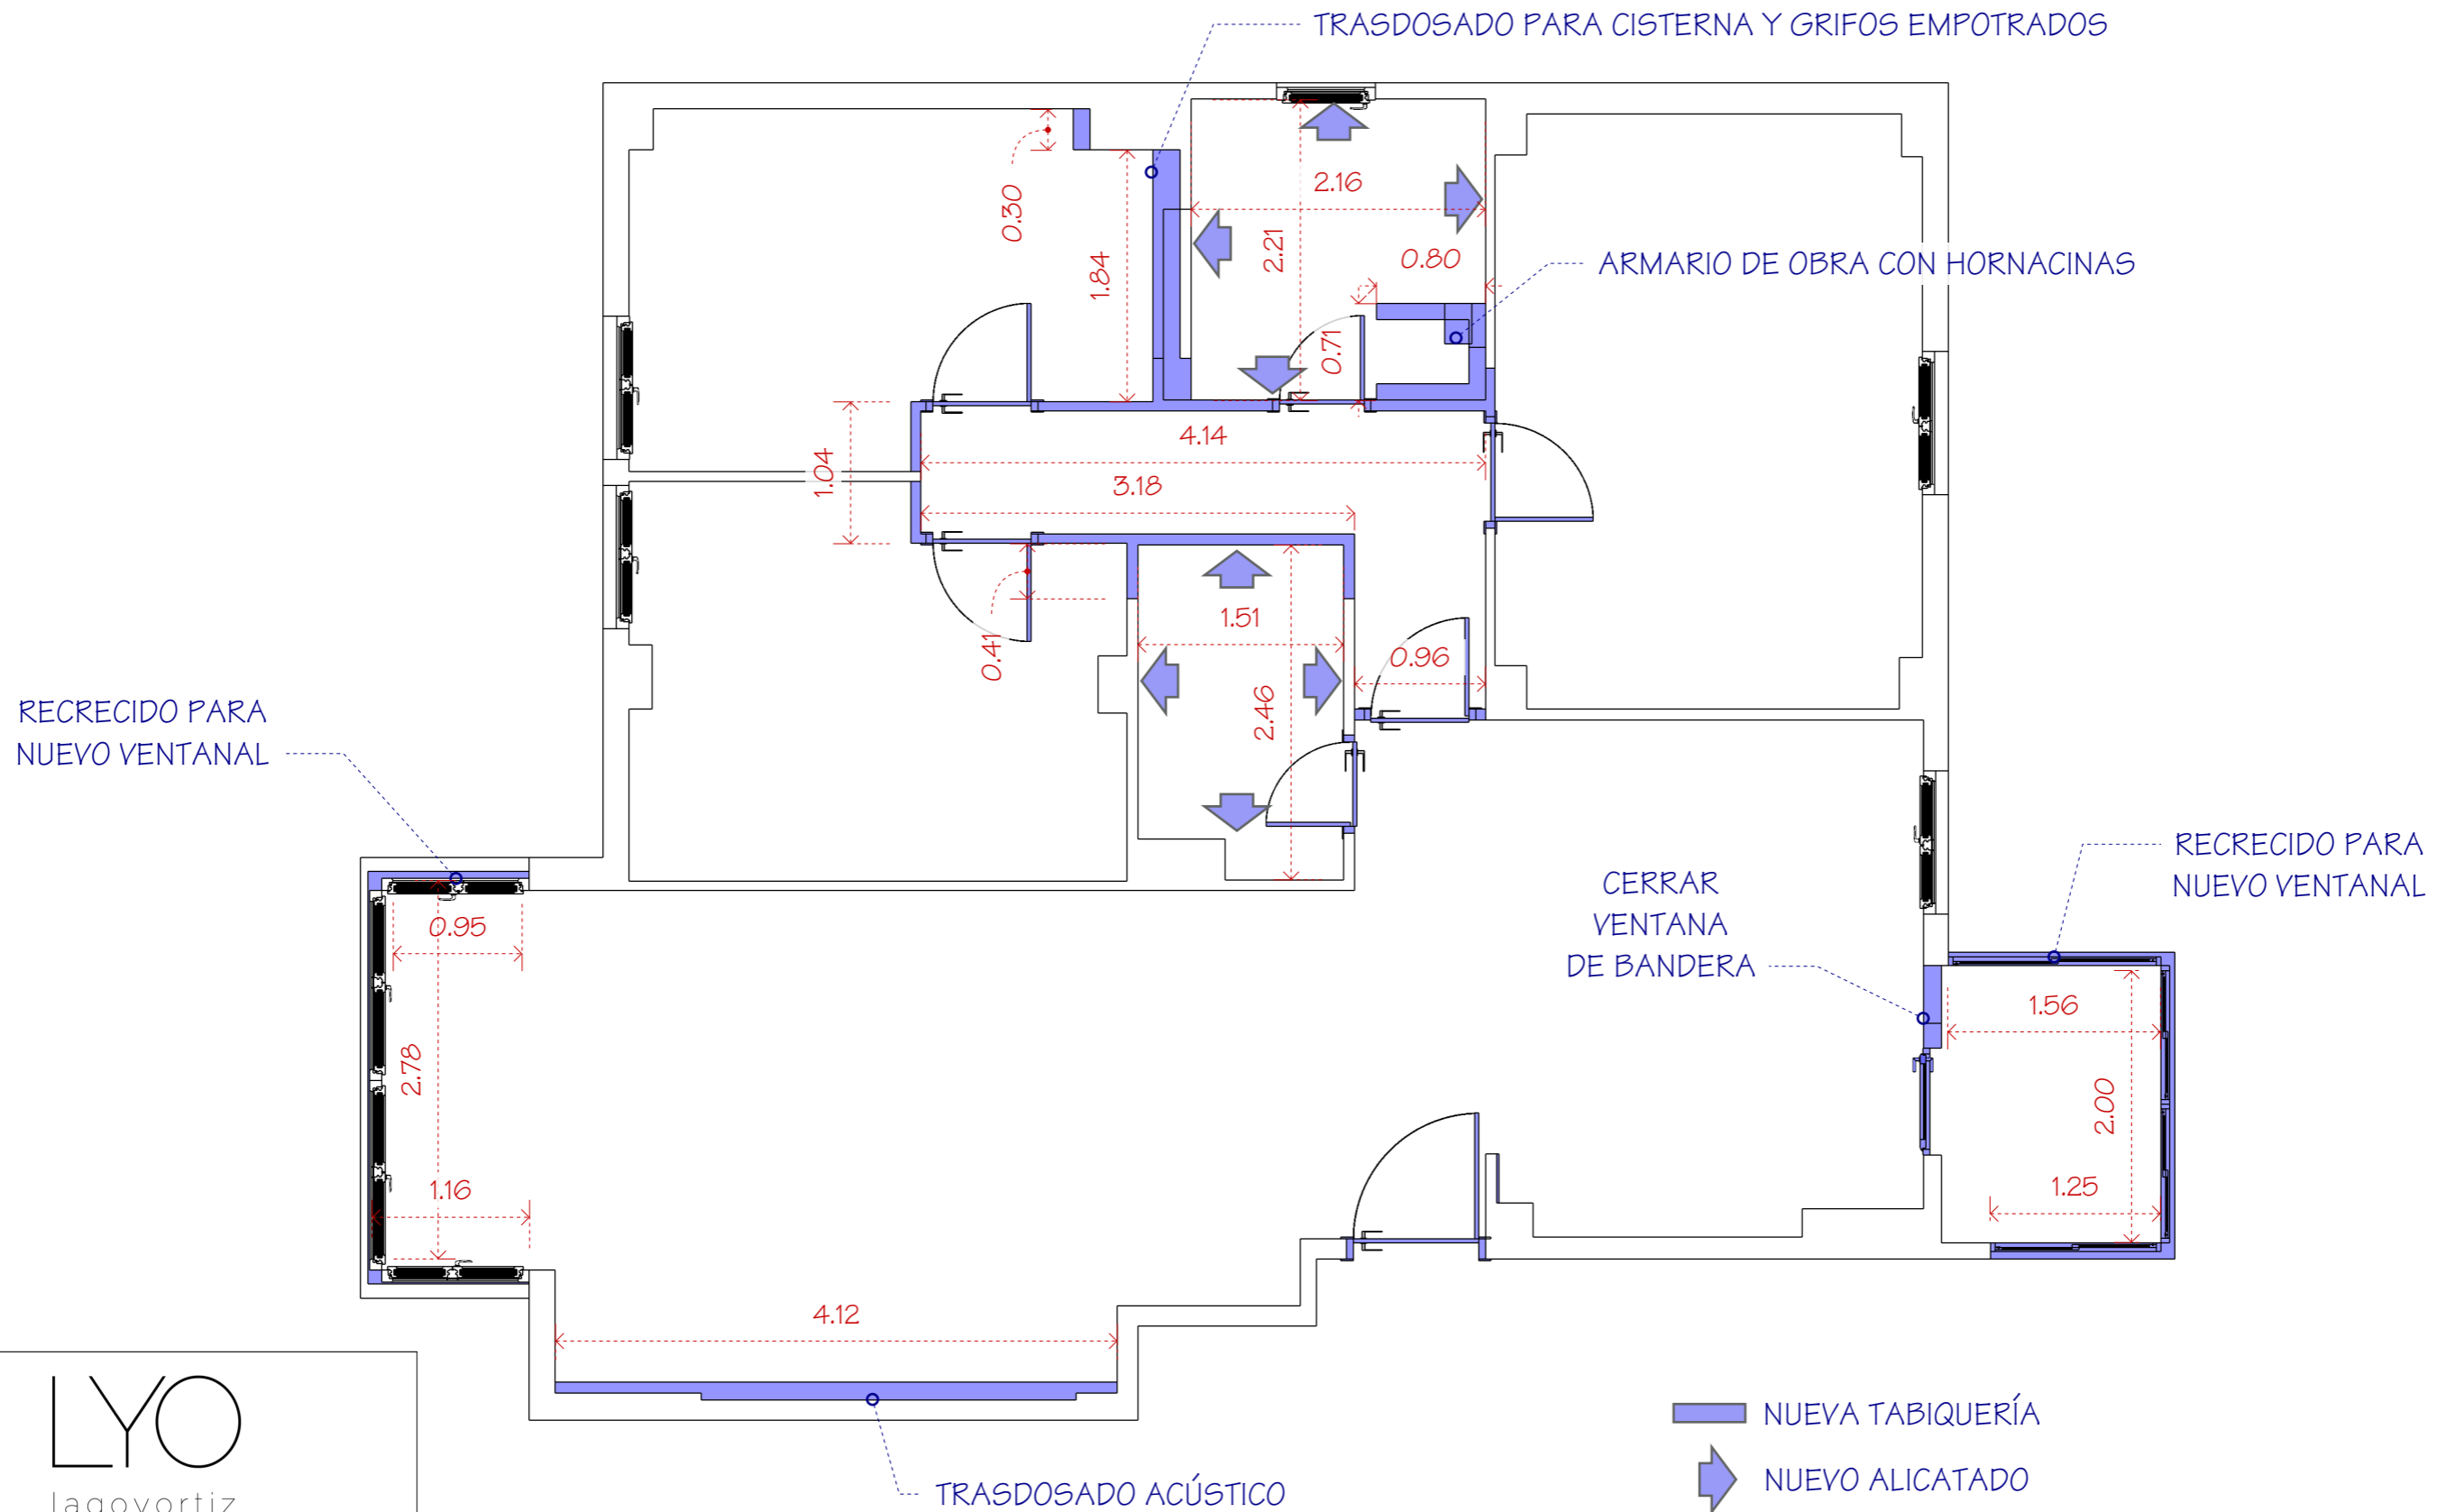 TRASDOSADO PARA CISTERNA Y GRIFOS EMPOTRADOS
0.30
1.84
2.16
2.21
0.80
ARMARIO DE OBRA CON HORNACINAS
0.71
1.04
4.14
3.18
0.41
1.51
0.96
2.46
RECRECIDO PARA
NUEVO VENTANAL
RECRECIDO PARA
NUEVO VENTANAL
CERRAR
VENTANA
DE BANDERA
0.95
2.78
1.16
1.56
2.00
1.25
4.12
TRASDOSADO ACÚSTICO
NUEVA TABIQUERÍA
NUEVO ALICATADO
LYO
lagoyortiz